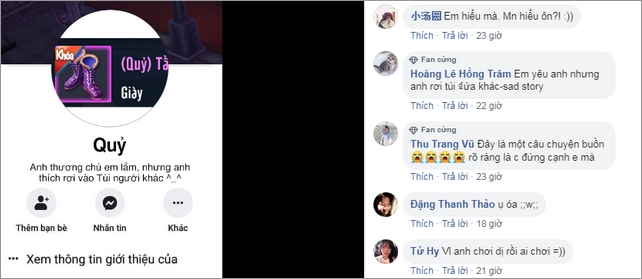 Khóa
(Quỷ) Tầ
Giày
Quỷ
Anh thương chủ em lắm, nhưng anh
thích rơi vào Túi người khác ^_^
Thêm bạn bè
Nhắn tin
Khác
Xem thông tin giới thiệu của
小汤圆 Em hiểu mà. Mn hiểu ôn?! :))
Thích · Trả lời · 23 giờ
Fan cứng
Hoảng Lê Hồng Trâm Em yêu anh nhưng
anh rơi túi đứa khác-sad story
Thích · Trả lời · 22 giờ
Fan cứng
Thu Trang Vũ Đây là một câu chuyện buồn
😭😭😭😭 rõ ràng là c đứng cạnh e mà
Thích · Trả lời · 23 giờ
Đặng Thanh Thảo ụ óa ;;w;;
Thích · Trả lời · 18 giờ
Tử Hy Vl anh chơi dị rồi ai chơi =))
Thích · Trả lời · 21 giờ